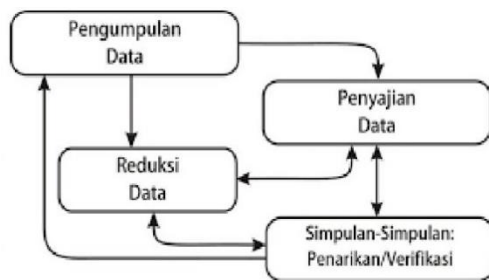 Pengumpulan
Data
Penyajian
Data
Reduksi
Data
Simpulan-Simpulan:
Penarikan/Verifikasi